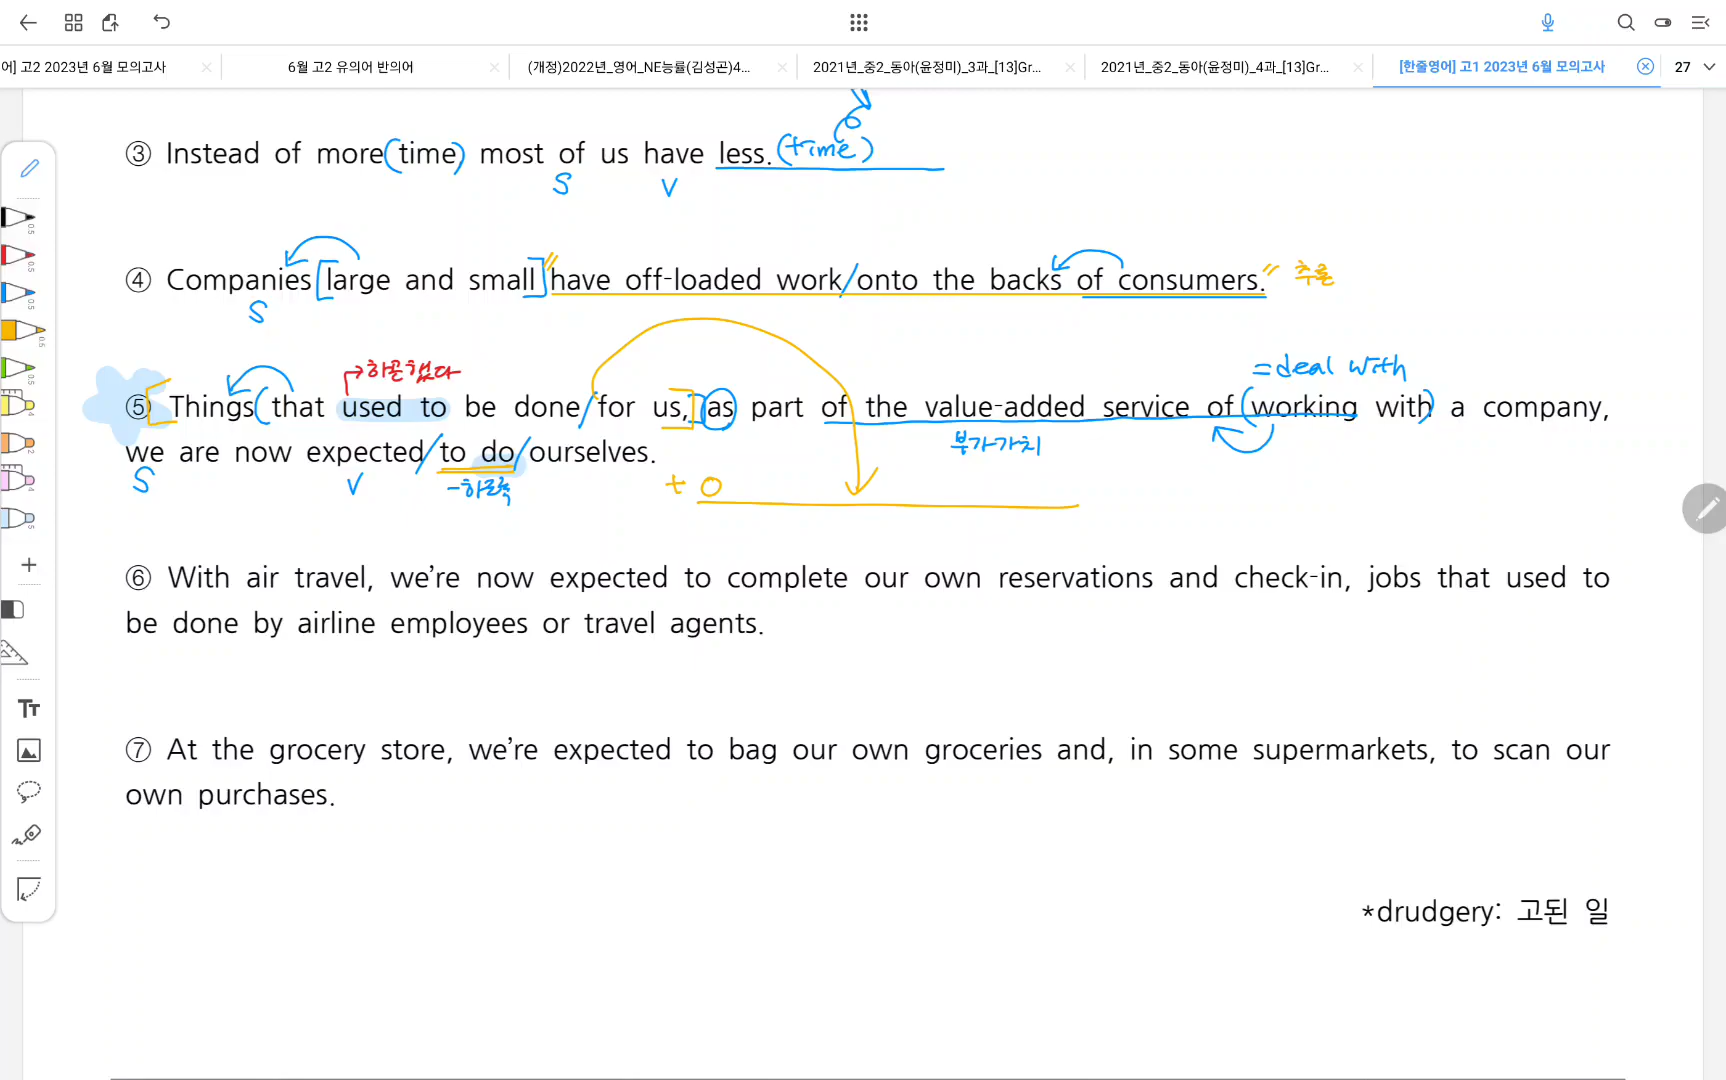 어] 고2 2023년 6월 모의고사
6월 고2 유의어 반의어
(개정)2022년_영어_NE능률(김성곤)4...
2021년_중2_동아(윤정미)_3과_[13]Gr...
2021년_중2_동아(윤정미)_4과_[13]Gr...
[한줄영어] 고1 2023년 6월 모의고사
27
③ Instead of more(time) most of us have less.(time)
S V
④ Companies [large and small] "have off-loaded work/onto the backs of consumers." 추론
S
→하곤 했다
=deal with
⑤ [Things (that used to be done/for us,] as part of the value-added service of (working with) a company,
부가가치
we are now expected/to do/ourselves.
S V -하도록 + O
⑥ With air travel, we’re now expected to complete our own reservations and check-in, jobs that used to
be done by airline employees or travel agents.
⑦ At the grocery store, we’re expected to bag our own groceries and, in some supermarkets, to scan our
own purchases.
*drudgery: 고된 일